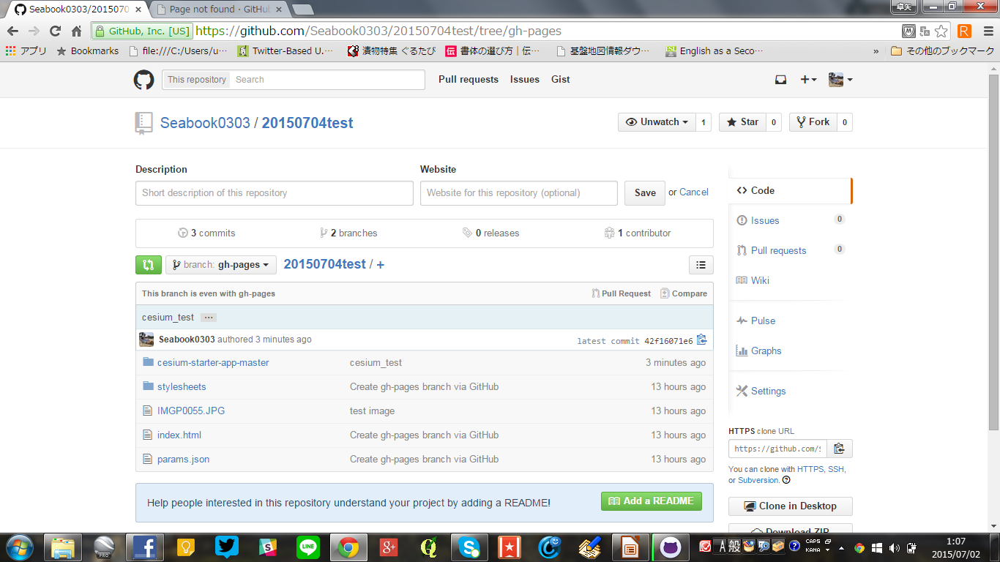 Seabook0303/20150704
Page not found · GitHub
卓矢
GitHub, Inc. [US] https://github.com/Seabook0303/20150704test/tree/gh-pages
アプリ Bookmarks file:///C:/Users/u… Twitter-Based U.… 漬物特集 ぐるたび 書体の選び方｜伝… 基盤地図情報ダウ… English as a Seco… » その他のブックマーク
This repository Search Pull requests Issues Gist
Seabook0303 / 20150704test
Unwatch 1 Star 0 Fork 0
Description Website
Short description of this repository Website for this repository (optional) Save or Cancel
3 commits 2 branches 0 releases 1 contributor
branch: gh-pages 20150704test / +
This branch is even with gh-pages Pull Request Compare
cesium_test …
Seabook0303 authored 3 minutes ago latest commit 42f16071e6
cesium-starter-app-master cesium_test 3 minutes ago
stylesheets Create gh-pages branch via GitHub 13 hours ago
IMGP0055.JPG test image 13 hours ago
index.html Create gh-pages branch via GitHub 13 hours ago
params.json Create gh-pages branch via GitHub 13 hours ago
Help people interested in this repository understand your project by adding a README! Add a README
Code
Issues 0
Pull requests 0
Wiki
Pulse
Graphs
Settings
HTTPS clone URL
https://github.com/S
You can clone with HTTPS, SSH,
or Subversion.
Clone in Desktop
Download ZIP
PRO
LINE
A 般
CAPS
KANA
1:07
2015/07/02